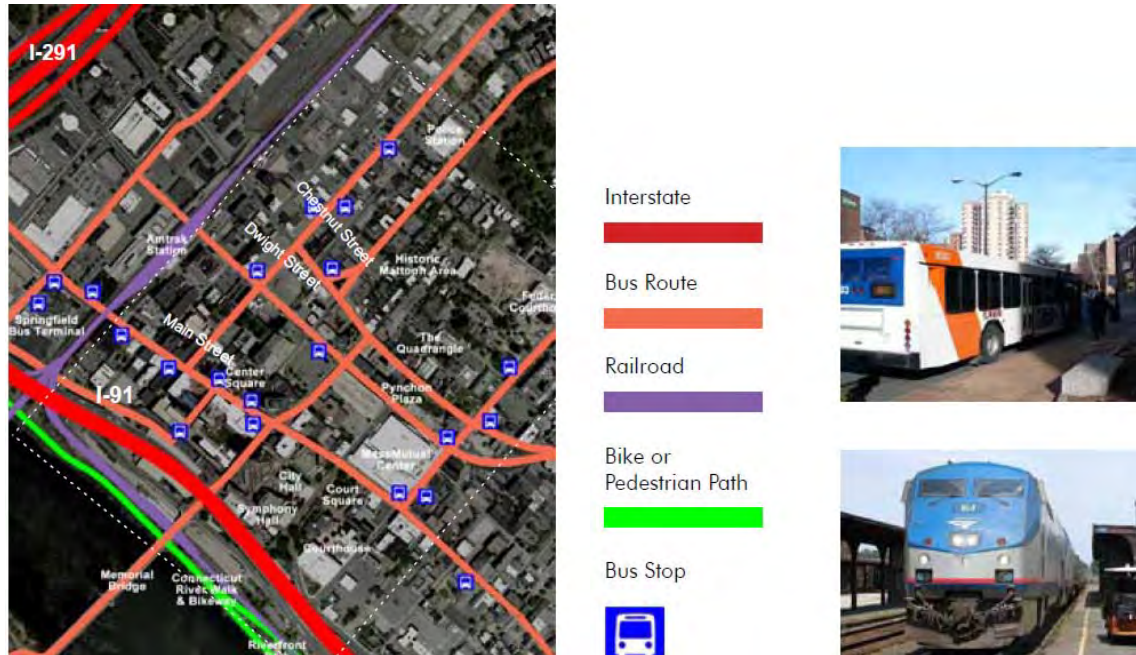 I-291
Police
Station
Chestnut Street
Dwight Street
Amtrak
Station
Historic
Mattoon Area
Springfield
Bus Terminal
Main Street
The
Quadrangle
Center
Square
I-91
Pynchon
Plaza
MassMutual
Center
City
Hall
Court
Square
Symphony
Hall
Courthouse
Memorial
Bridge
Connecticut
River Walk
& Bikeway
Riverfront
Interstate
Bus Route
Railroad
Bike or
Pedestrian Path
Bus Stop